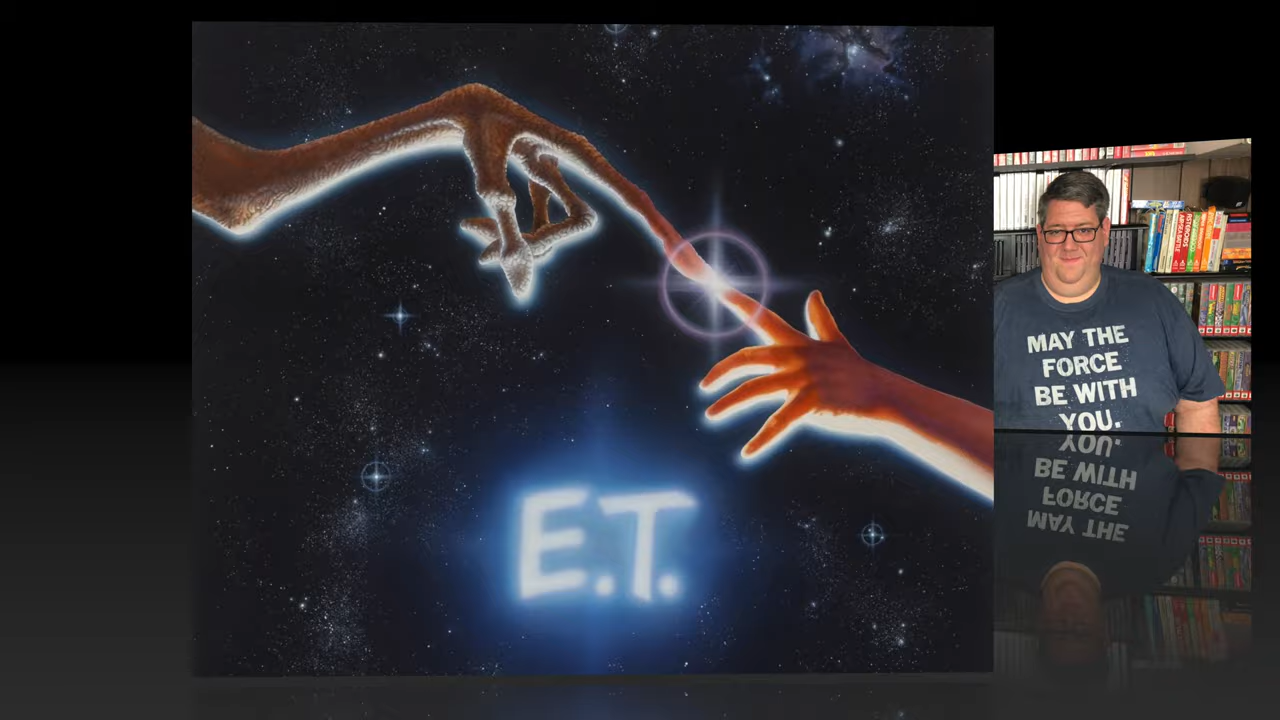 E.T.
MAY THE
FORCE
BE WITH
YOU.